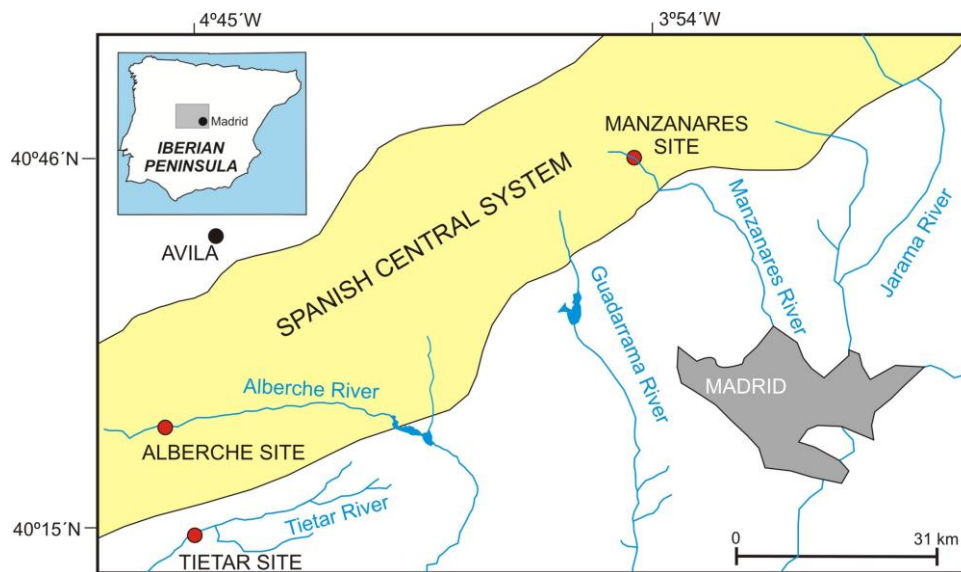 4º45´W
3º54´W
40º46´N
40º15´N
Madrid
IBERIAN
PENINSULA
AVILA
SPANISH CENTRAL SYSTEM
MANZANARES
SITE
Manzanares River
Jarama River
Guadarrama River
MADRID
Alberche River
ALBERCHE SITE
Tietar River
TIETAR SITE
0
31 km